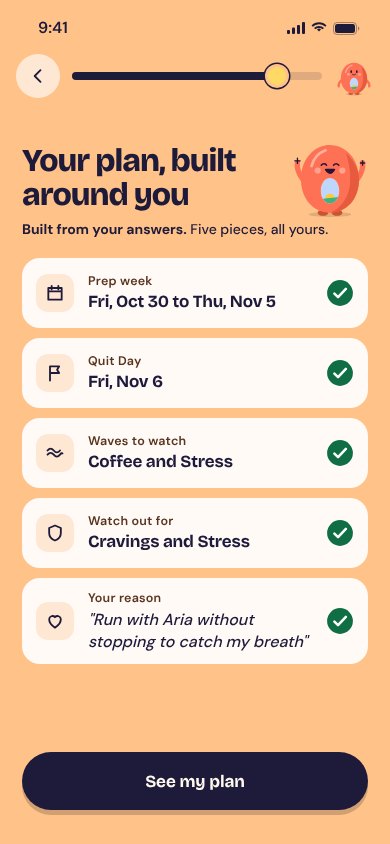 9:41
Your plan, built
around you
Built from your answers. Five pieces, all yours.
Prep week
Fri, Oct 30 to Thu, Nov 5
Quit Day
Fri, Nov 6
Waves to watch
Coffee and Stress
Watch out for
Cravings and Stress
Your reason
"Run with Aria without
stopping to catch my breath"
See my plan